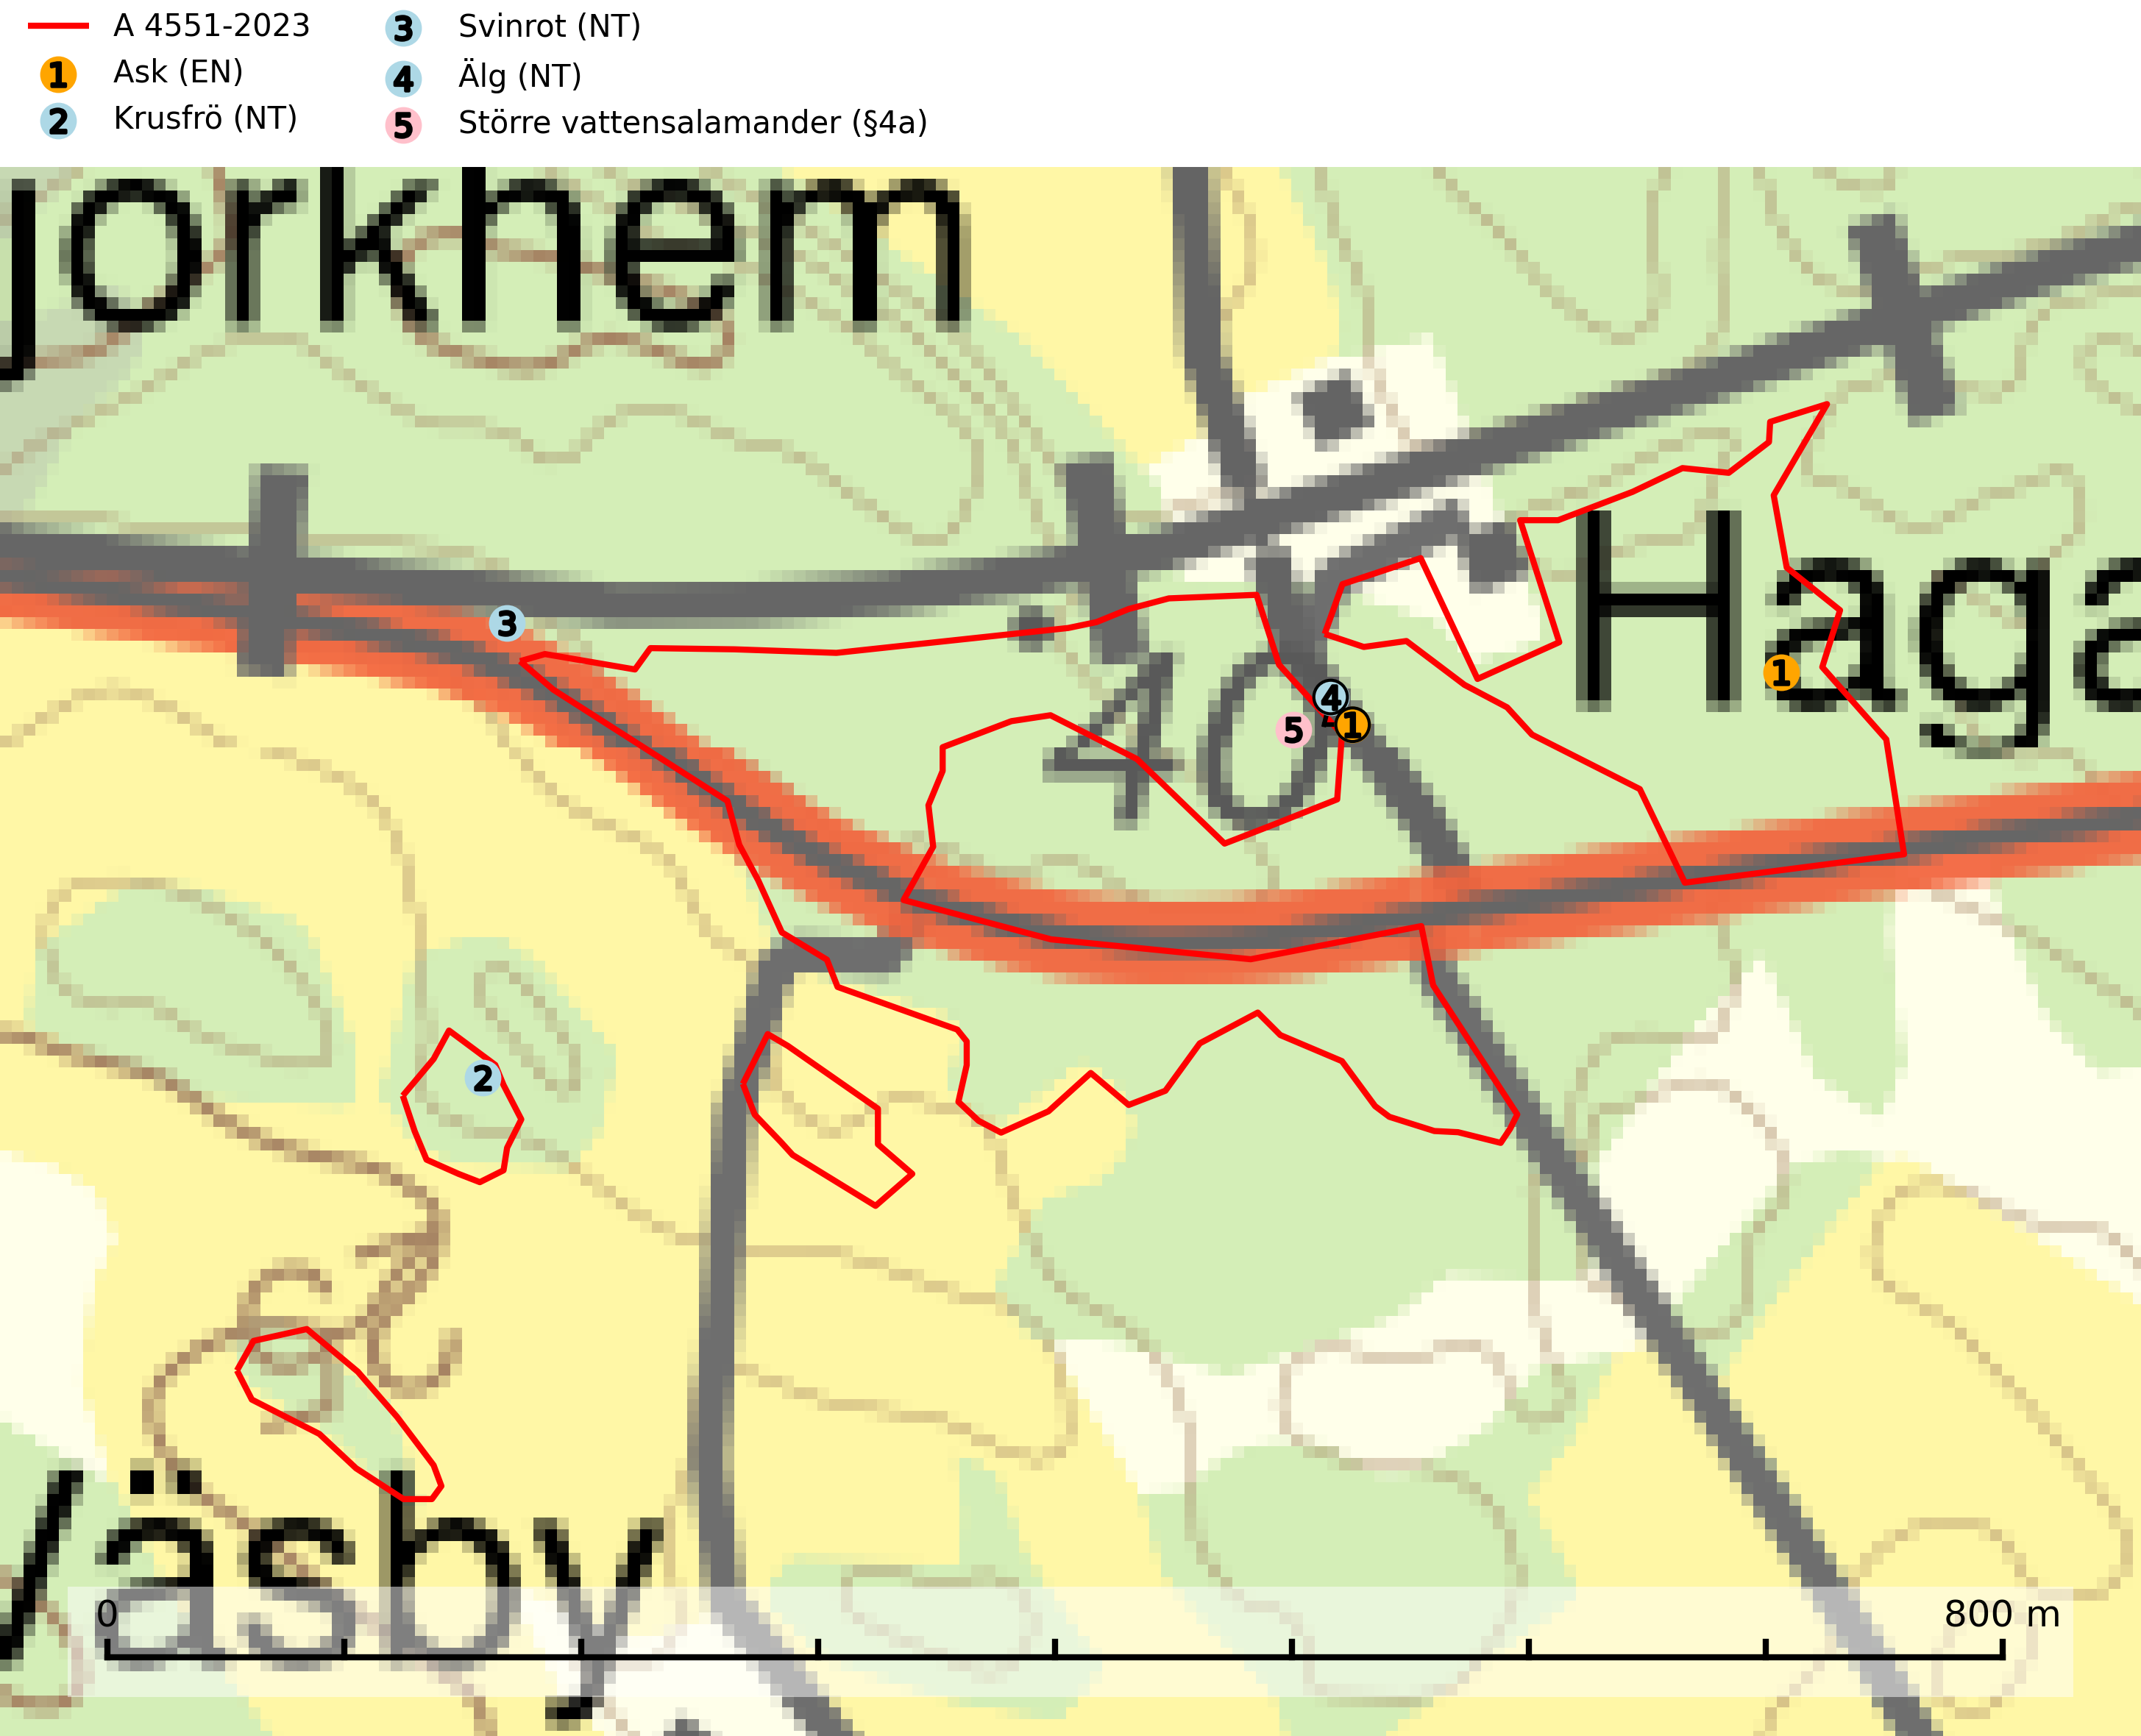 A 4551-2023
1 Ask (EN)
2 Krusfrö (NT)
3 Svinrot (NT)
4 Älg (NT)
5 Större vattensalamander (§4a)
jorkhem
3
Haga
1
4
40
5
1
2
äsby
0
800 m